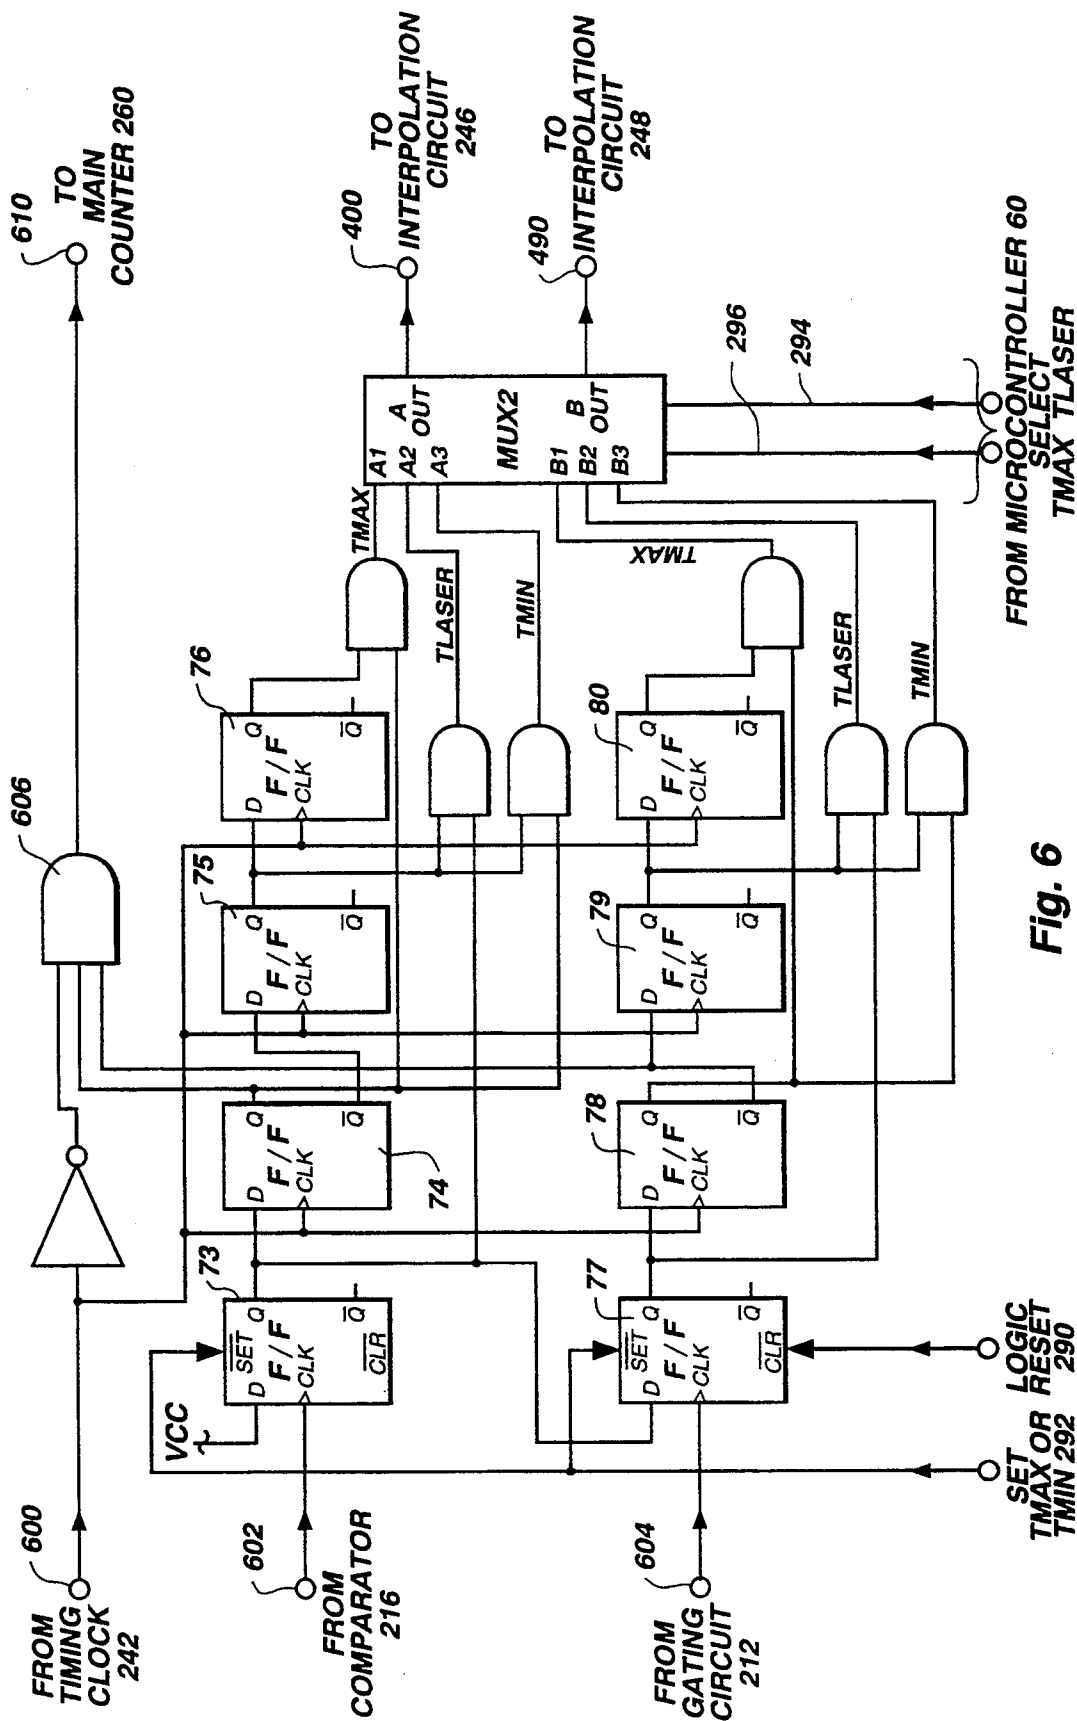 FROM
TIMING
CLOCK
242
600
606
610
TO
MAIN
COUNTER 260
FROM
COMPARATOR
216
602
VCC
73
SET
D
Q
F/F
CLK
Q
CLR
74
D
Q
F/F
CLK
Q
75
D
Q
F/F
CLK
Q
76
D
Q
F/F
CLK
Q
TMAX
TLASER
TMIN
A1
A2
A3
A
OUT
MUX2
B1
B2
B3
B
OUT
400
TO
INTERPOLATION
CIRCUIT
246
490
TO
INTERPOLATION
CIRCUIT
248
FROM
GATING
CIRCUIT
212
604
77
SET
D
Q
F/F
CLK
Q
CLR
78
D
Q
F/F
CLK
Q
79
D
Q
F/F
CLK
Q
80
D
Q
F/F
CLK
Q
TMAX
TLASER
TMIN
296
294
SET
TMAX OR
TMIN 292
LOGIC
RESET
290
FROM MICROCONTROLLER 60
SELECT
TMAX TLASER
Fig. 6